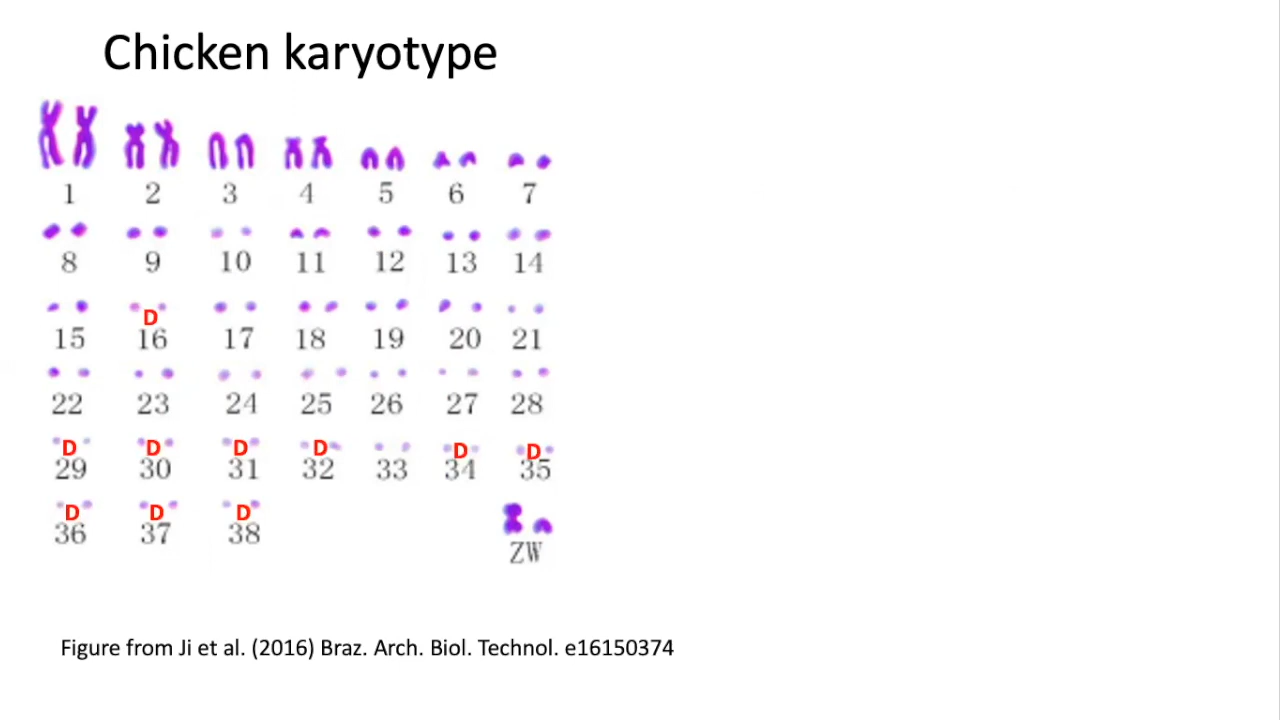 Chicken karyotype
1 2 3 4 5 6 7
8 9 10 11 12 13 14
D
15 16 17 18 19 20 21
22 23 24 25 26 27 28
D D D D D D
29 30 31 32 33 34 35
D D D
36 37 38
ZW
Figure from Ji et al. (2016) Braz. Arch. Biol. Technol. e16150374